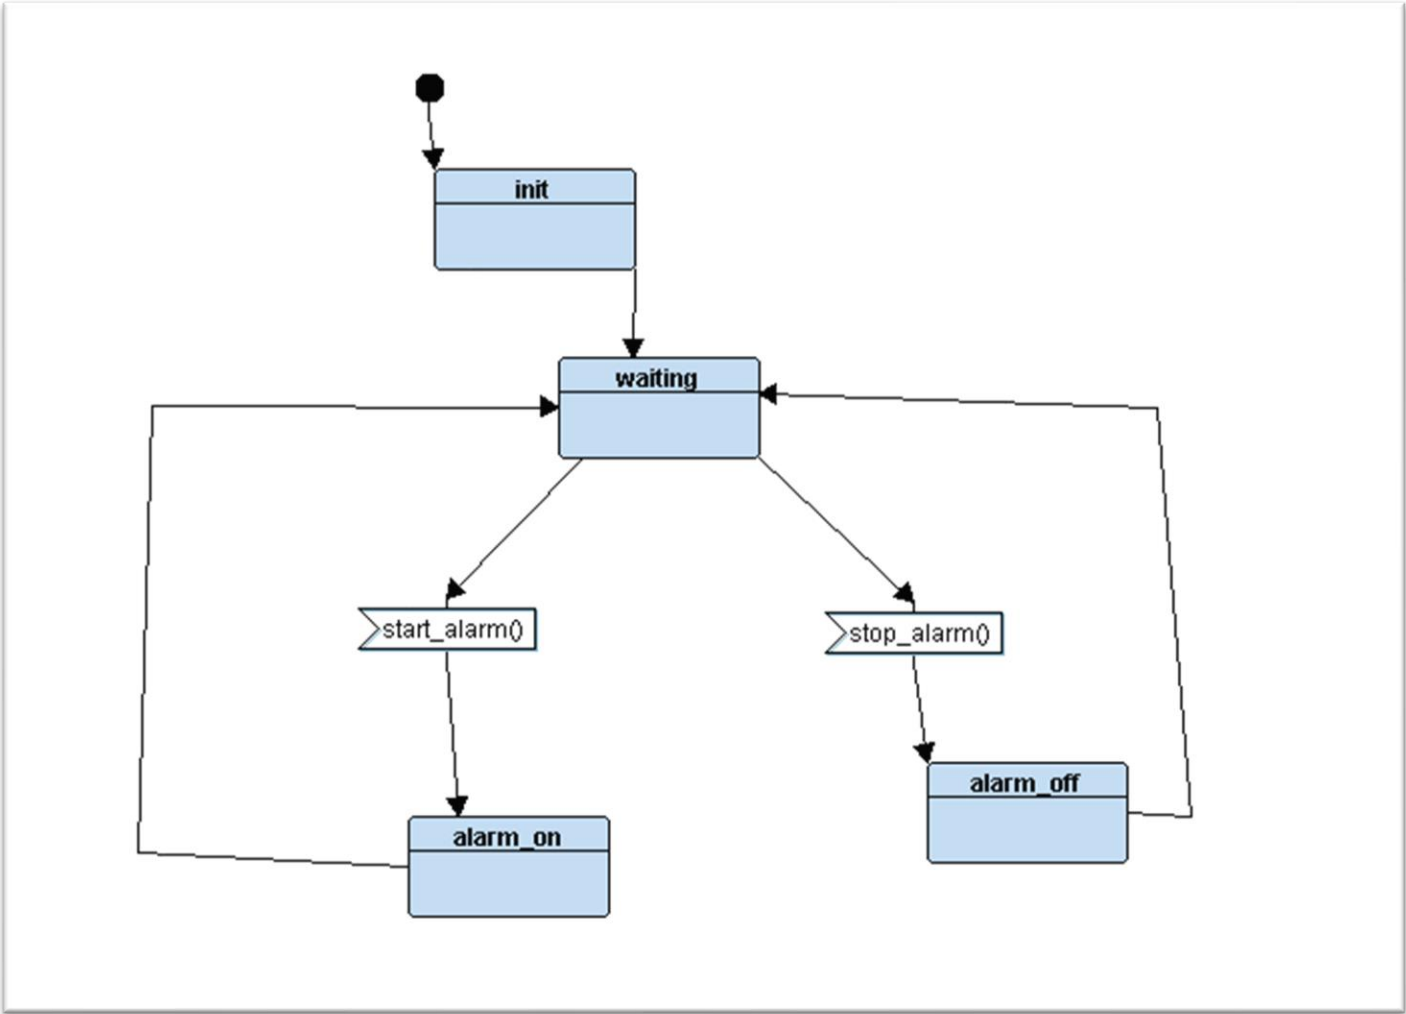 init
waiting
start_alarm()
stop_alarm()
alarm_off
alarm_on